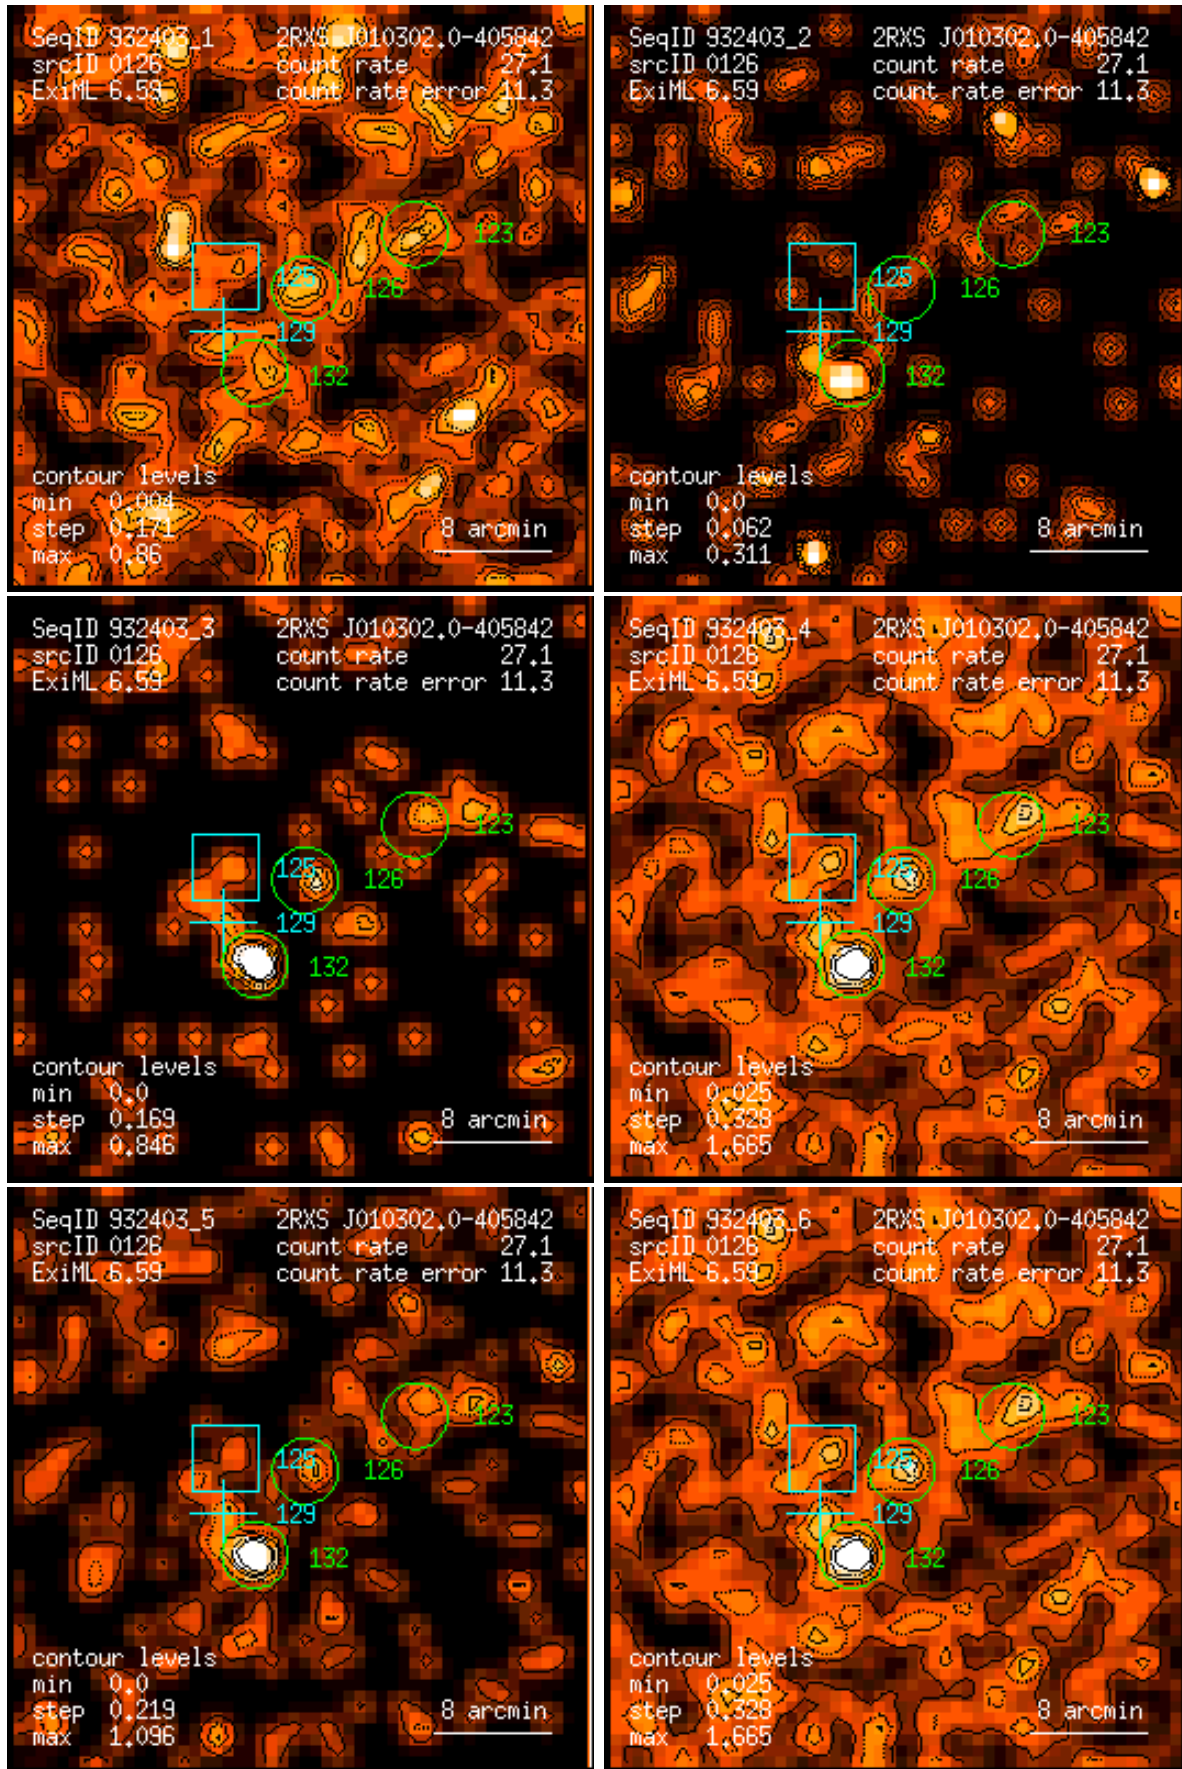 SeqID 932403_1 2RXS J010302.0-405842
srcID 0126 count rate 27.1
ExiML 6.59 count rate error 11.3
123
125
126
129
132
contour levels
min 0.004
step 0.171
max 0.86
8 arcmin
SeqID 932403_2 2RXS J010302.0-405842
srcID 0126 count rate 27.1
ExiML 6.59 count rate error 11.3
123
125
126
129
132
contour levels
min 0.0
step 0.062
max 0.311
8 arcmin
SeqID 932403_3 2RXS J010302.0-405842
srcID 0126 count rate 27.1
ExiML 6.59 count rate error 11.3
123
125
126
129
132
contour levels
min 0.0
step 0.169
max 0.846
8 arcmin
SeqID 932403_4 2RXS J010302.0-405842
srcID 0126 count rate 27.1
ExiML 6.59 count rate error 11.3
123
125
126
129
132
contour levels
min 0.025
step 0.328
max 1.665
8 arcmin
SeqID 932403_5 2RXS J010302.0-405842
srcID 0126 count rate 27.1
ExiML 6.59 count rate error 11.3
123
125
126
129
132
contour levels
min 0.0
step 0.219
max 1.096
8 arcmin
SeqID 932403_6 2RXS J010302.0-405842
srcID 0126 count rate 27.1
ExiML 6.59 count rate error 11.3
123
125
126
129
132
contour levels
min 0.025
step 0.328
max 1.665
8 arcmin